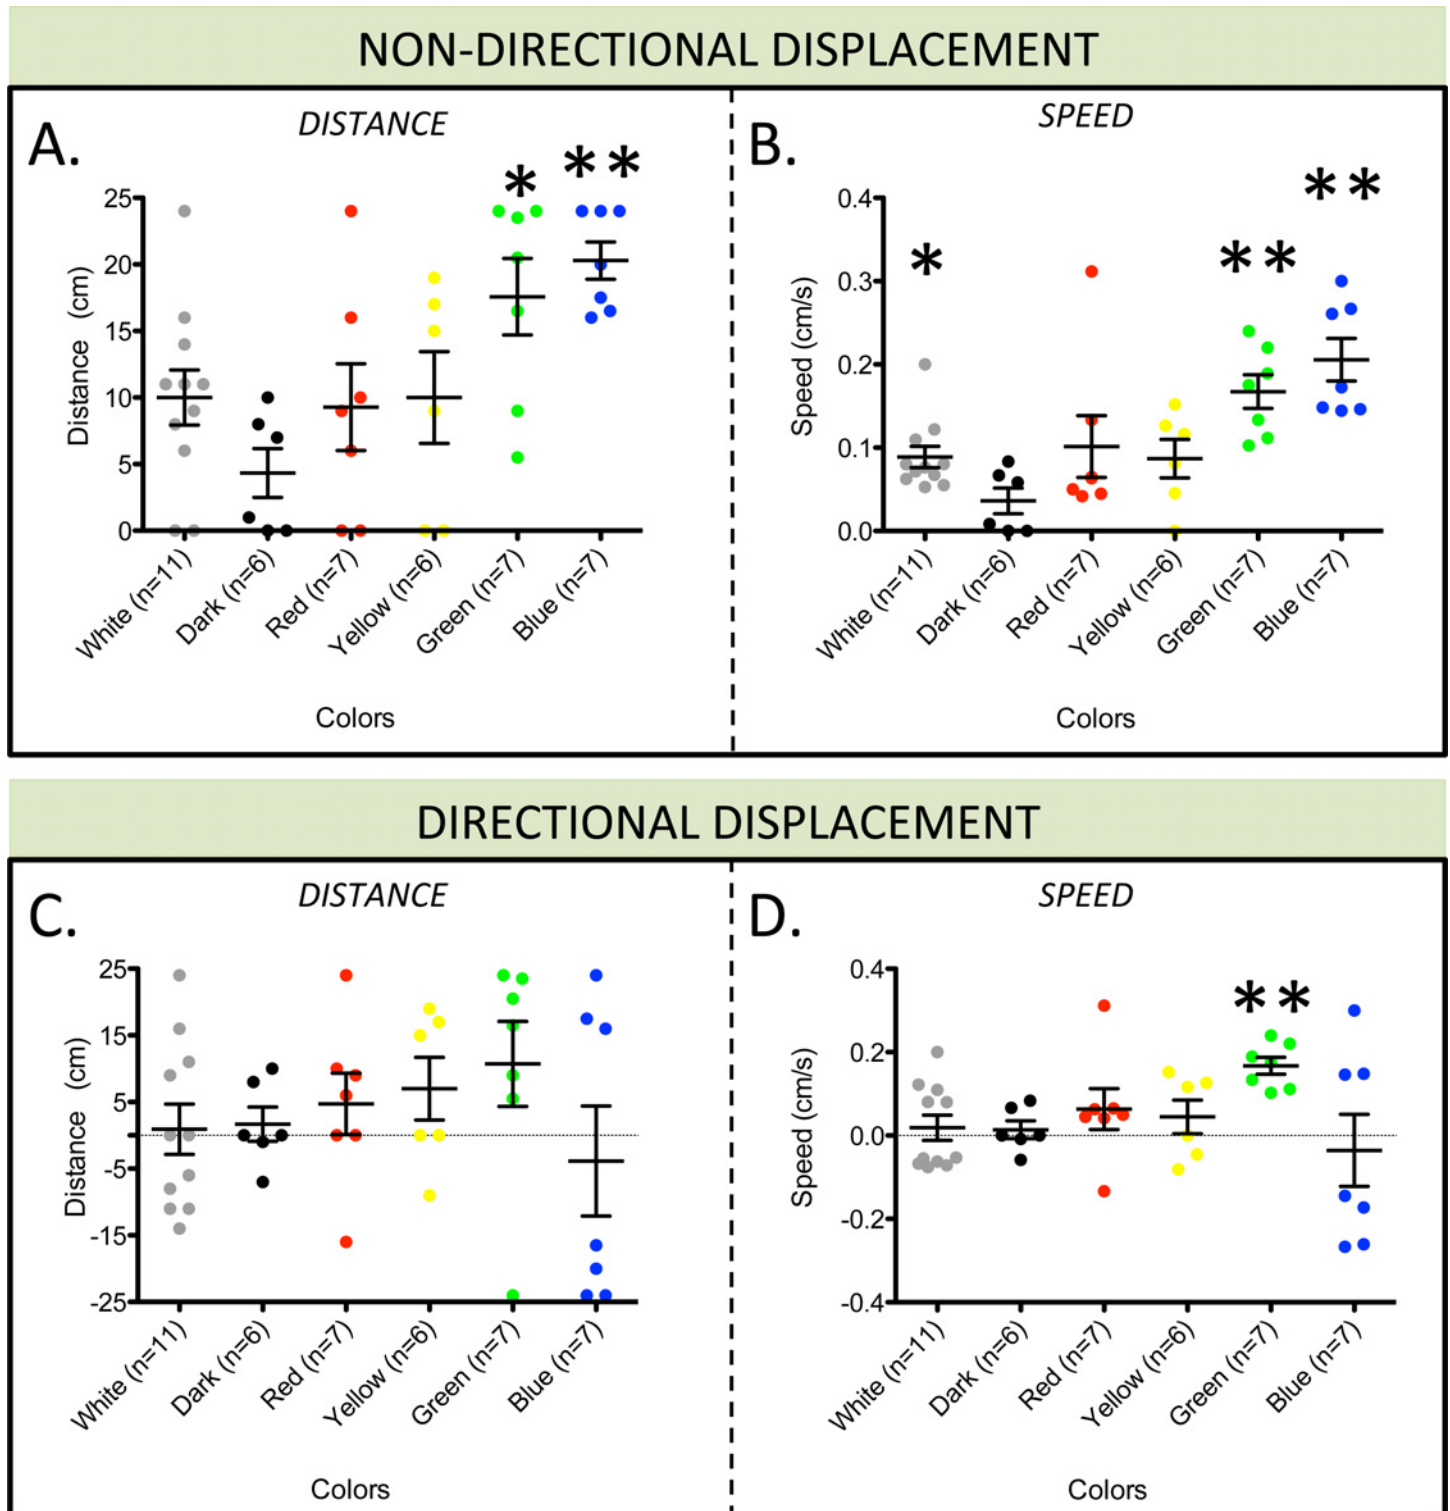 NON-DIRECTIONAL DISPLACEMENT
A.
DISTANCE
* **
Distance (cm)
25
20
15
10
5
0
White (n=11)
Dark (n=6)
Red (n=7)
Yellow (n=6)
Green (n=7)
Blue (n=7)
Colors
B.
SPEED
* ** **
Speed (cm/s)
0.4
0.3
0.2
0.1
0.0
White (n=11)
Dark (n=6)
Red (n=7)
Yellow (n=6)
Green (n=7)
Blue (n=7)
Colors
DIRECTIONAL DISPLACEMENT
C.
DISTANCE
Distance (cm)
25
15
5
-5
-15
-25
White (n=11)
Dark (n=6)
Red (n=7)
Yellow (n=6)
Green (n=7)
Blue (n=7)
Colors
D.
SPEED
**
Speed (cm/s)
0.4
0.2
0.0
-0.2
-0.4
White (n=11)
Dark (n=6)
Red (n=7)
Yellow (n=6)
Green (n=7)
Blue (n=7)
Colors